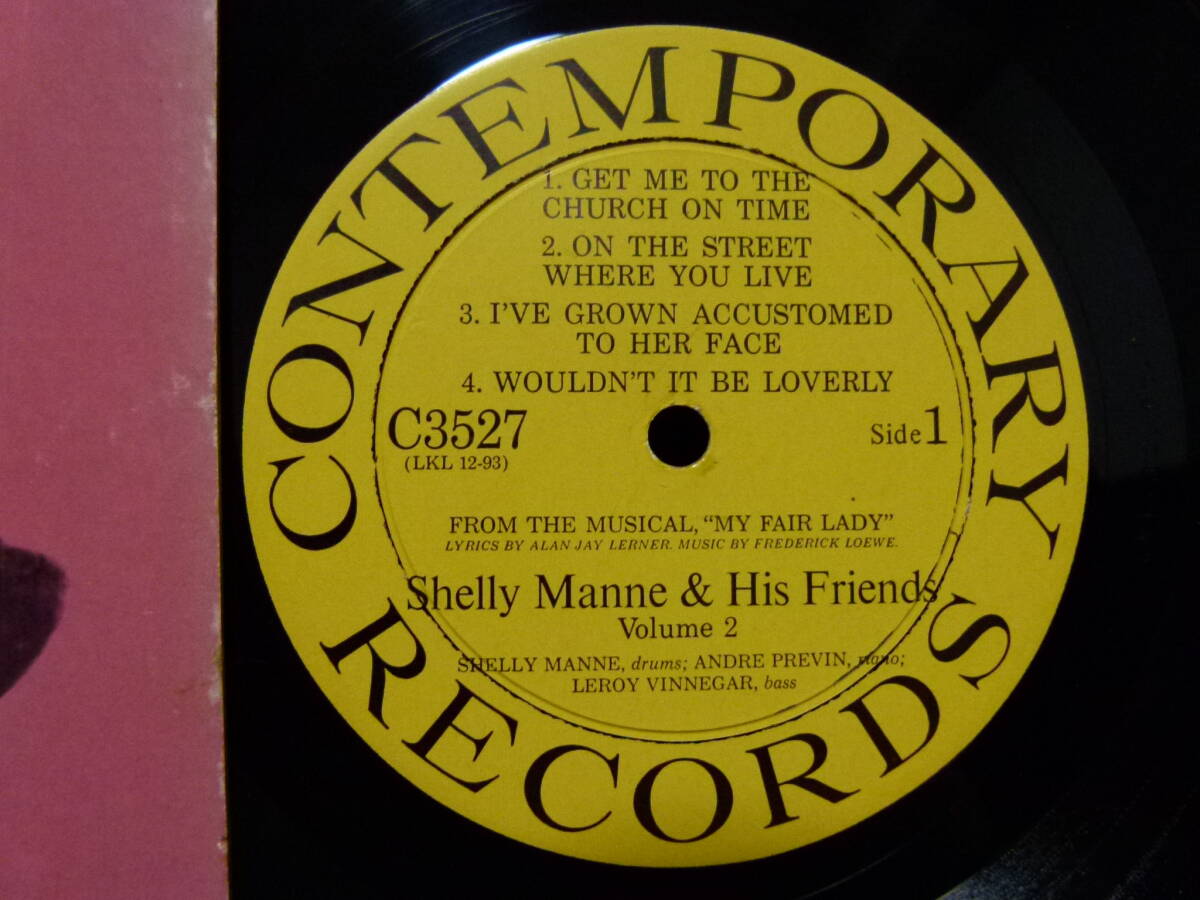 CONTEMPORARY RECORDS
1. GET ME TO THE
CHURCH ON TIME
2. ON THE STREET
WHERE YOU LIVE
3. I'VE GROWN ACCUSTOMED
TO HER FACE
4. WOULDN'T IT BE LOVERLY
C3527
(LKL 12-93)
Side 1
FROM THE MUSICAL, “MY FAIR LADY”
LYRICS BY ALAN JAY LERNER. MUSIC BY FREDERICK LOEWE.
Shelly Manne & His Friends
Volume 2
SHELLY MANNE, drums; ANDRE PREVIN, piano;
LEROY VINNEGAR, bass